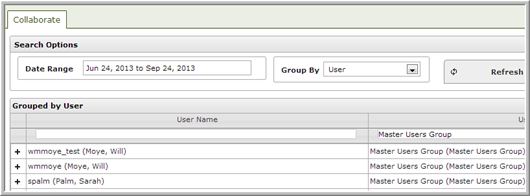 Collaborate
Search Options
Date Range Jun 24, 2013 to Sep 24, 2013 Group By User Refresh
Grouped by User
User Name
Master Users Group
+ wmmoye_test (Moye, Will) Master Users Group (Master Users Group)
+ wmmoye (Moye, Will) Master Users Group (Master Users Group)
+ spalm (Palm, Sarah) Master Users Group (Master Users Group)